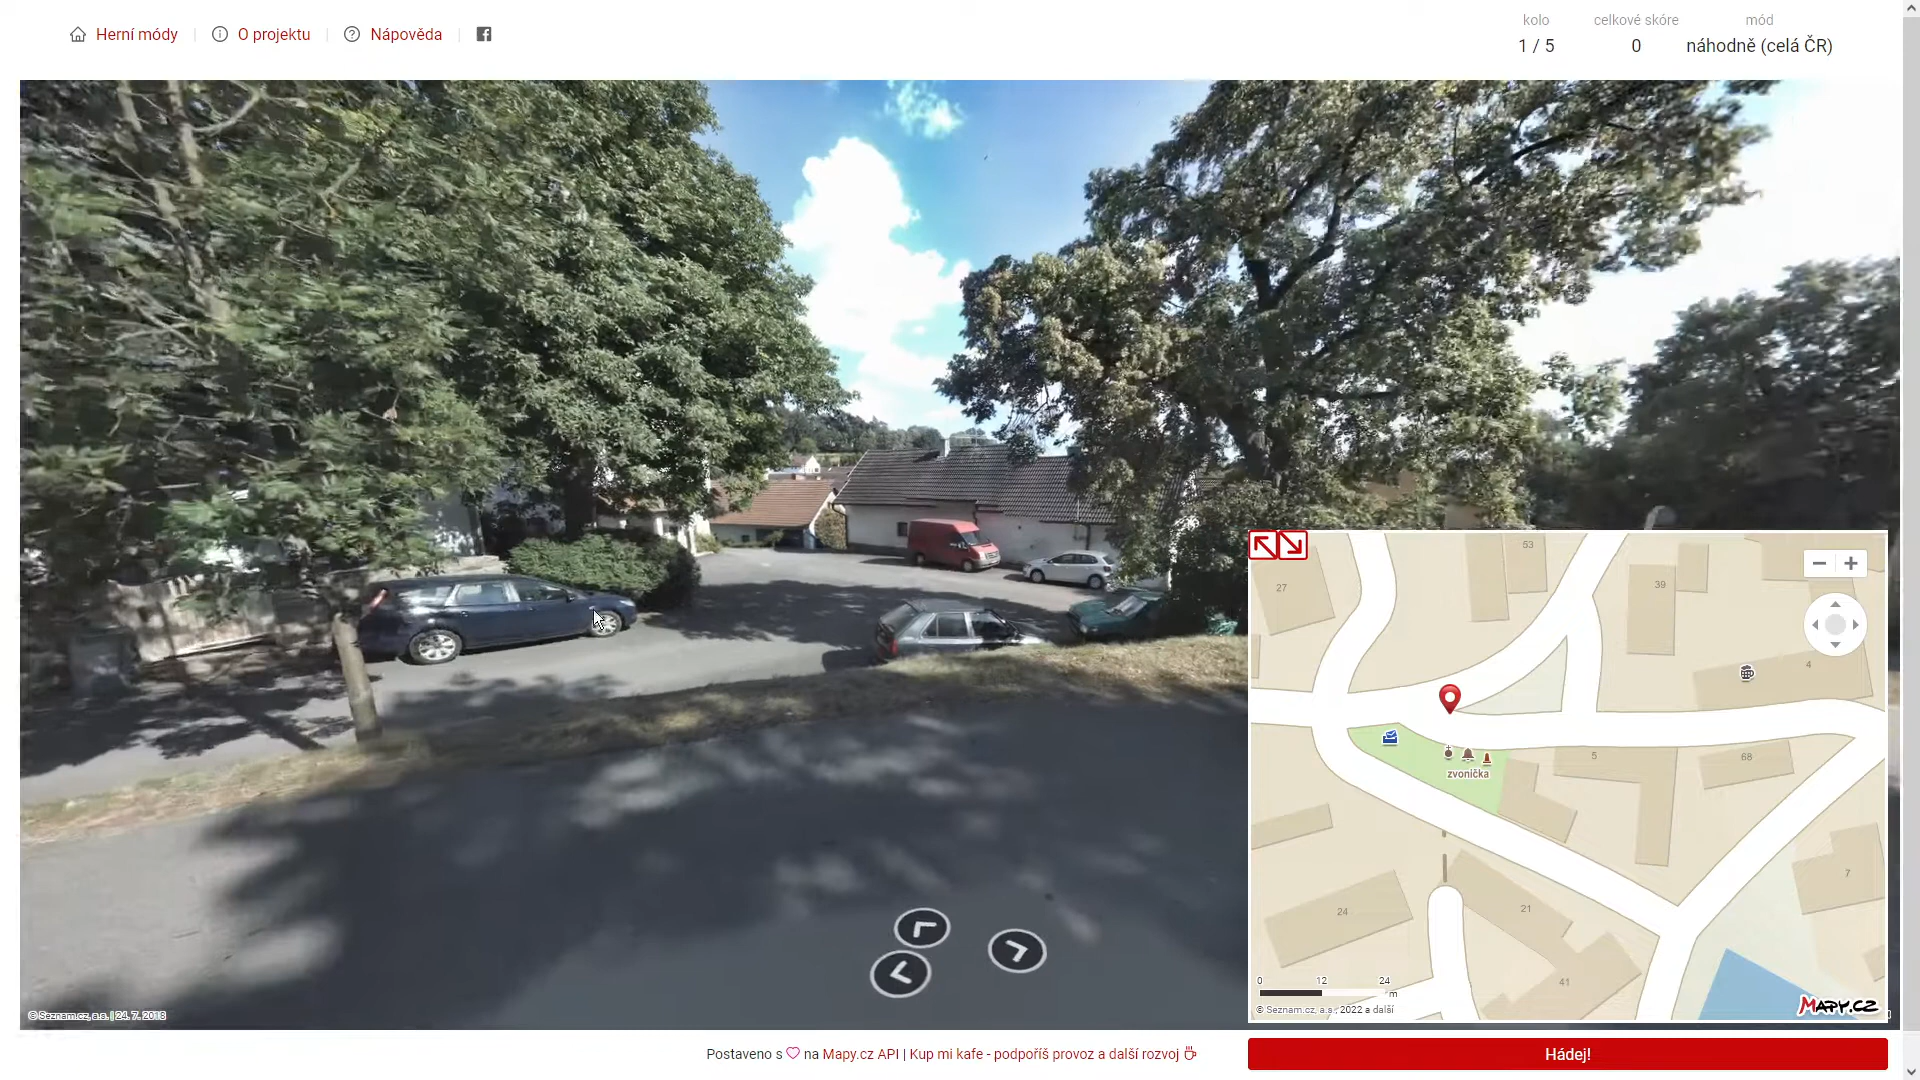 Herní módy
O projektu
Nápověda
kolo
1 / 5
celkové skóre
0
mód
náhodně (celá ČR)
27
63
39
4
zvonička
5
68
7
24
21
41
0 12 24
m
© Seznam.cz, a.s., 2022 a další
Mapy.cz
© Seznam.cz, a.s. | 24. 7. 2018
Postaveno s na Mapy.cz API | Kup mi kafe - podpoříš provoz a další rozvoj
Hádej!